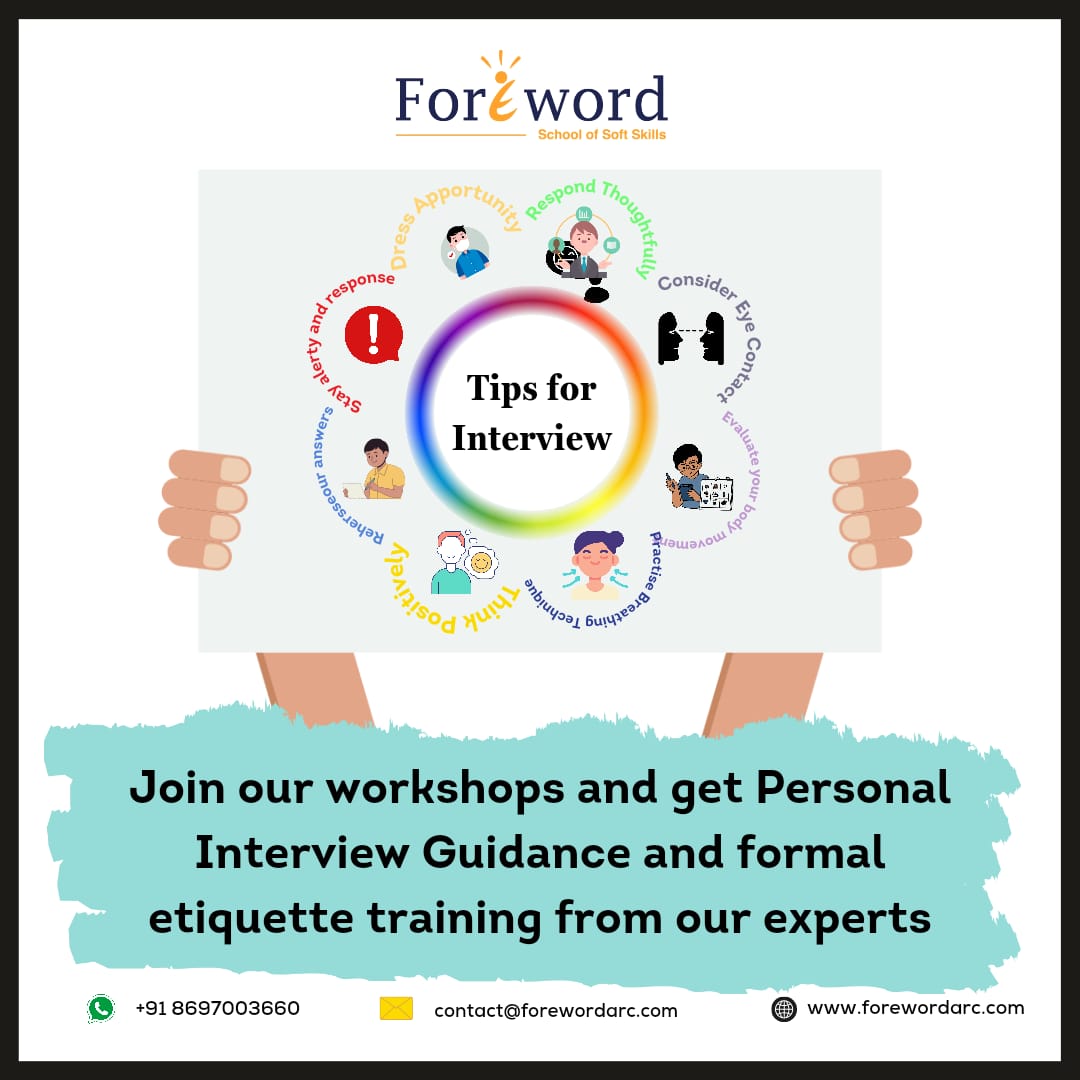 Foreword
School of Soft Skills
Dress Apportunity
Respond Thoughtfully
Consider Eye Contact
Evaluate your body movement
Practise Breathing Technique
Think Positively
Rehersseour answers
Stay alerty and response
Tips for
Interview
Join our workshops and get Personal
Interview Guidance and formal
etiquette training from our experts
+91 8697003660
contact@forewordarc.com
www.forewordarc.com